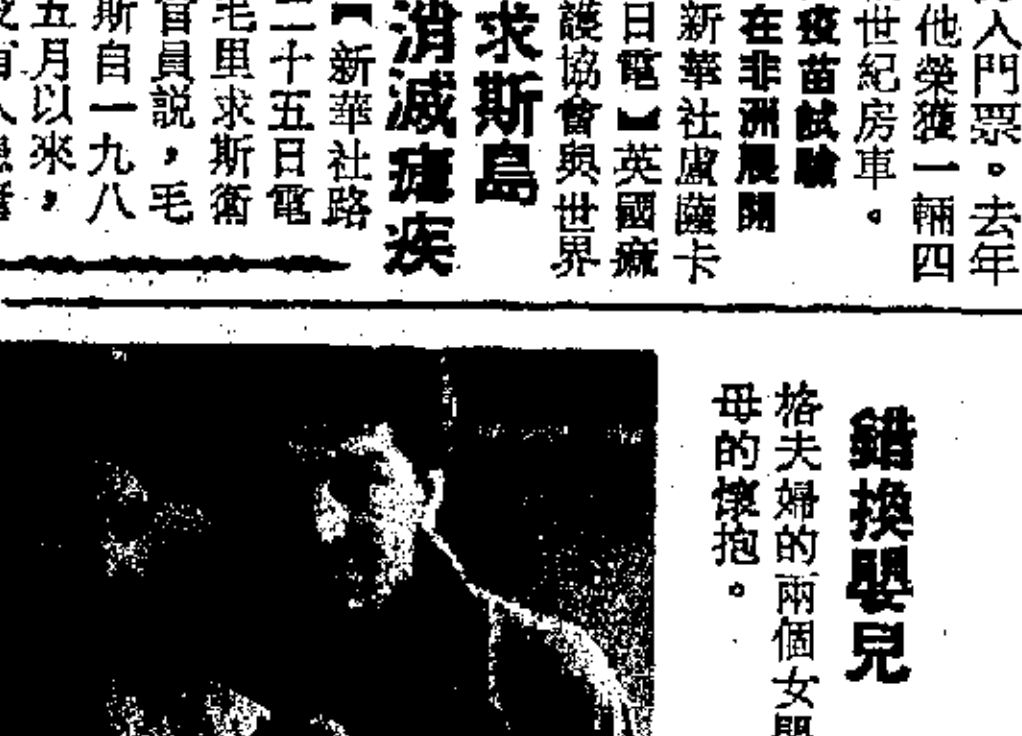 入門票。去年
他榮獲一輛四
世紀房車。
疫苗試驗
在非洲展開
新華社盧薩卡
日電】英國痲
護協會與世界
求斯島
消滅瘧疾
【新華社路
二十五日電
毛里求斯衛
官員説，毛
斯自一九八
五月以來，
錯換嬰兒
格夫婦的兩個女嬰
母的懷抱。